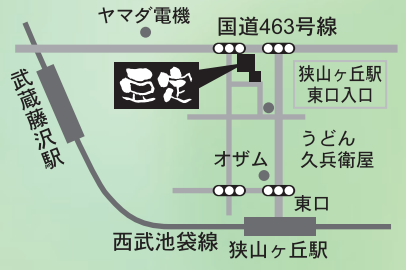 ヤマダ電機
国道463号線
狭山ヶ丘駅
東口入口
豆定
武蔵藤沢駅
うどん
久兵衛屋
オザム
東口
西武池袋線
狭山ヶ丘駅